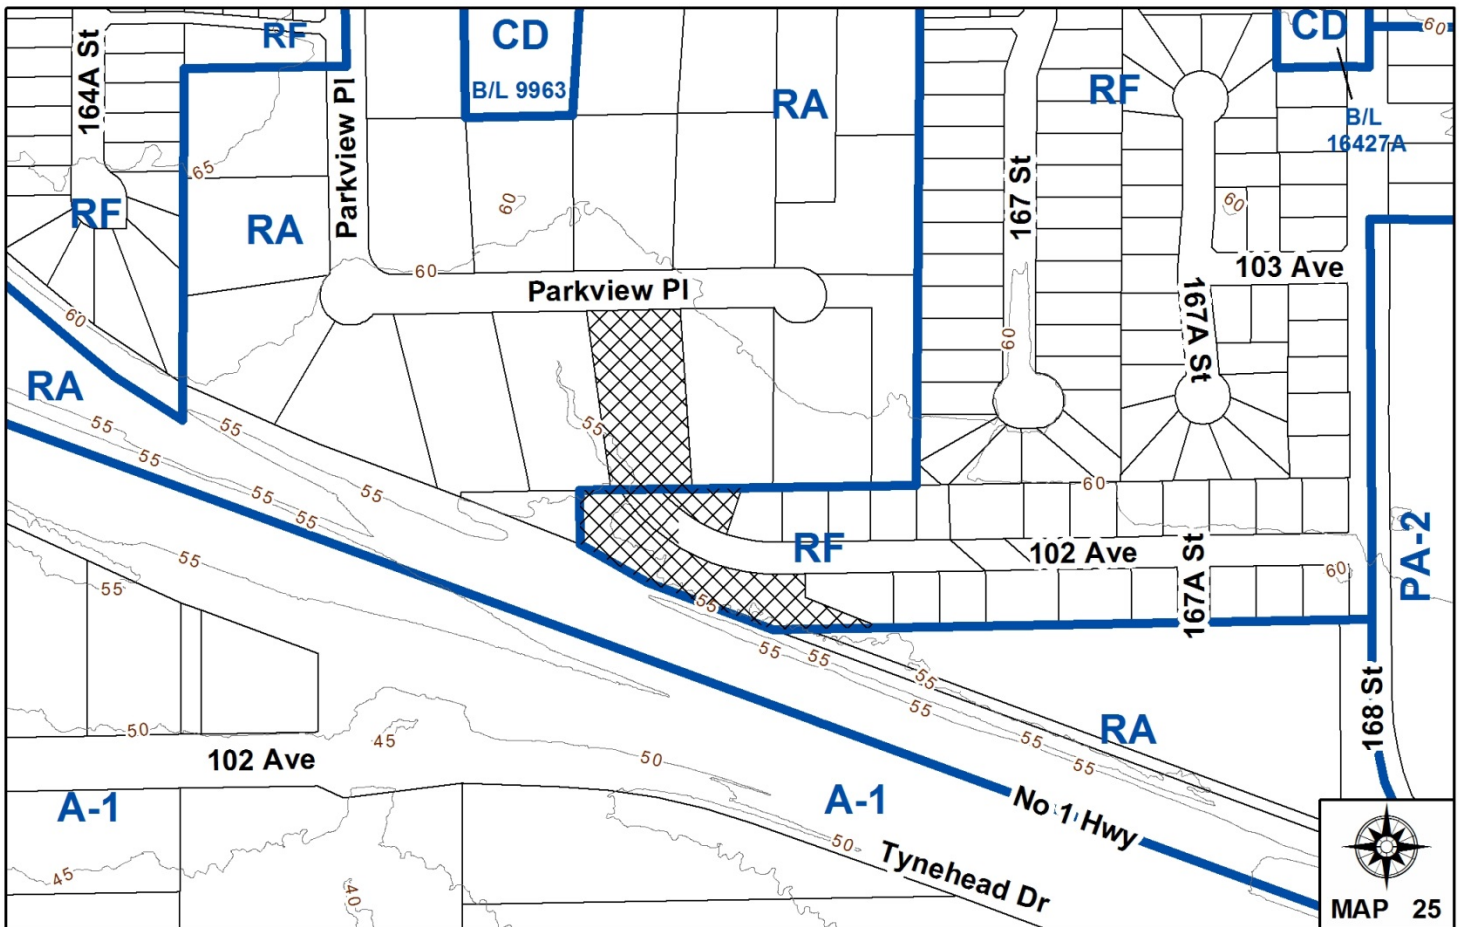 RF
CD
CD
60
164A St
B/L 9963
RA
RF
B/L
16427A
65
Parkview Pl
167 St
RF
RA
60
60
103 Ave
60
Parkview Pl
167A St
60
60
RA
55
55
55
55
55
55
55
60
RF
102 Ave
167A St
60
PA-2
55
55
55
55
55
55
55
55
55
RA
168 St
50
45
50
102 Ave
A-1
A-1
No 1 Hwy
50
Tynehead Dr
45
40
MAP 25